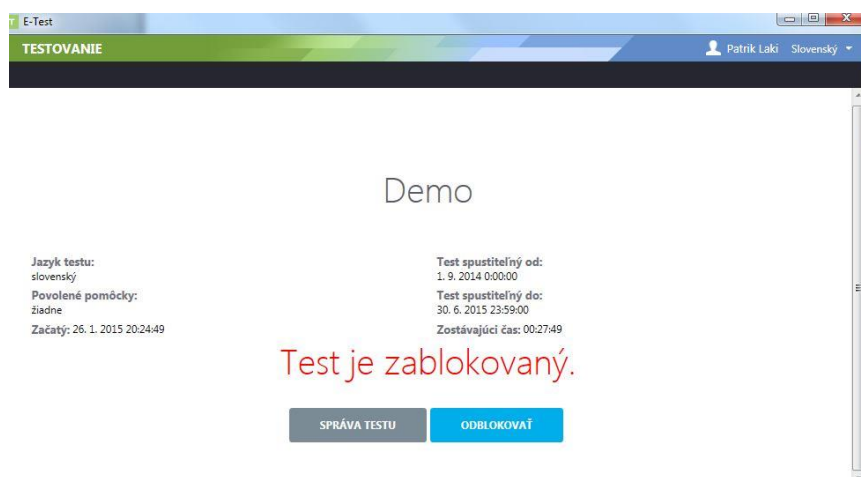 E-Test
TESTOVANIE
Patrik Laki Slovenský
Demo
Jazyk testu:
slovenský
Povolené pomôcky:
žiadne
Začatý: 26. 1. 2015 20:24:49
Test spustiteľný od:
1. 9. 2014 0:00:00
Test spustiteľný do:
30. 6. 2015 23:59:00
Zostávajúci čas: 00:27:49
Test je zablokovaný.
SPRÁVA TESTU
ODBLOKOVAŤ